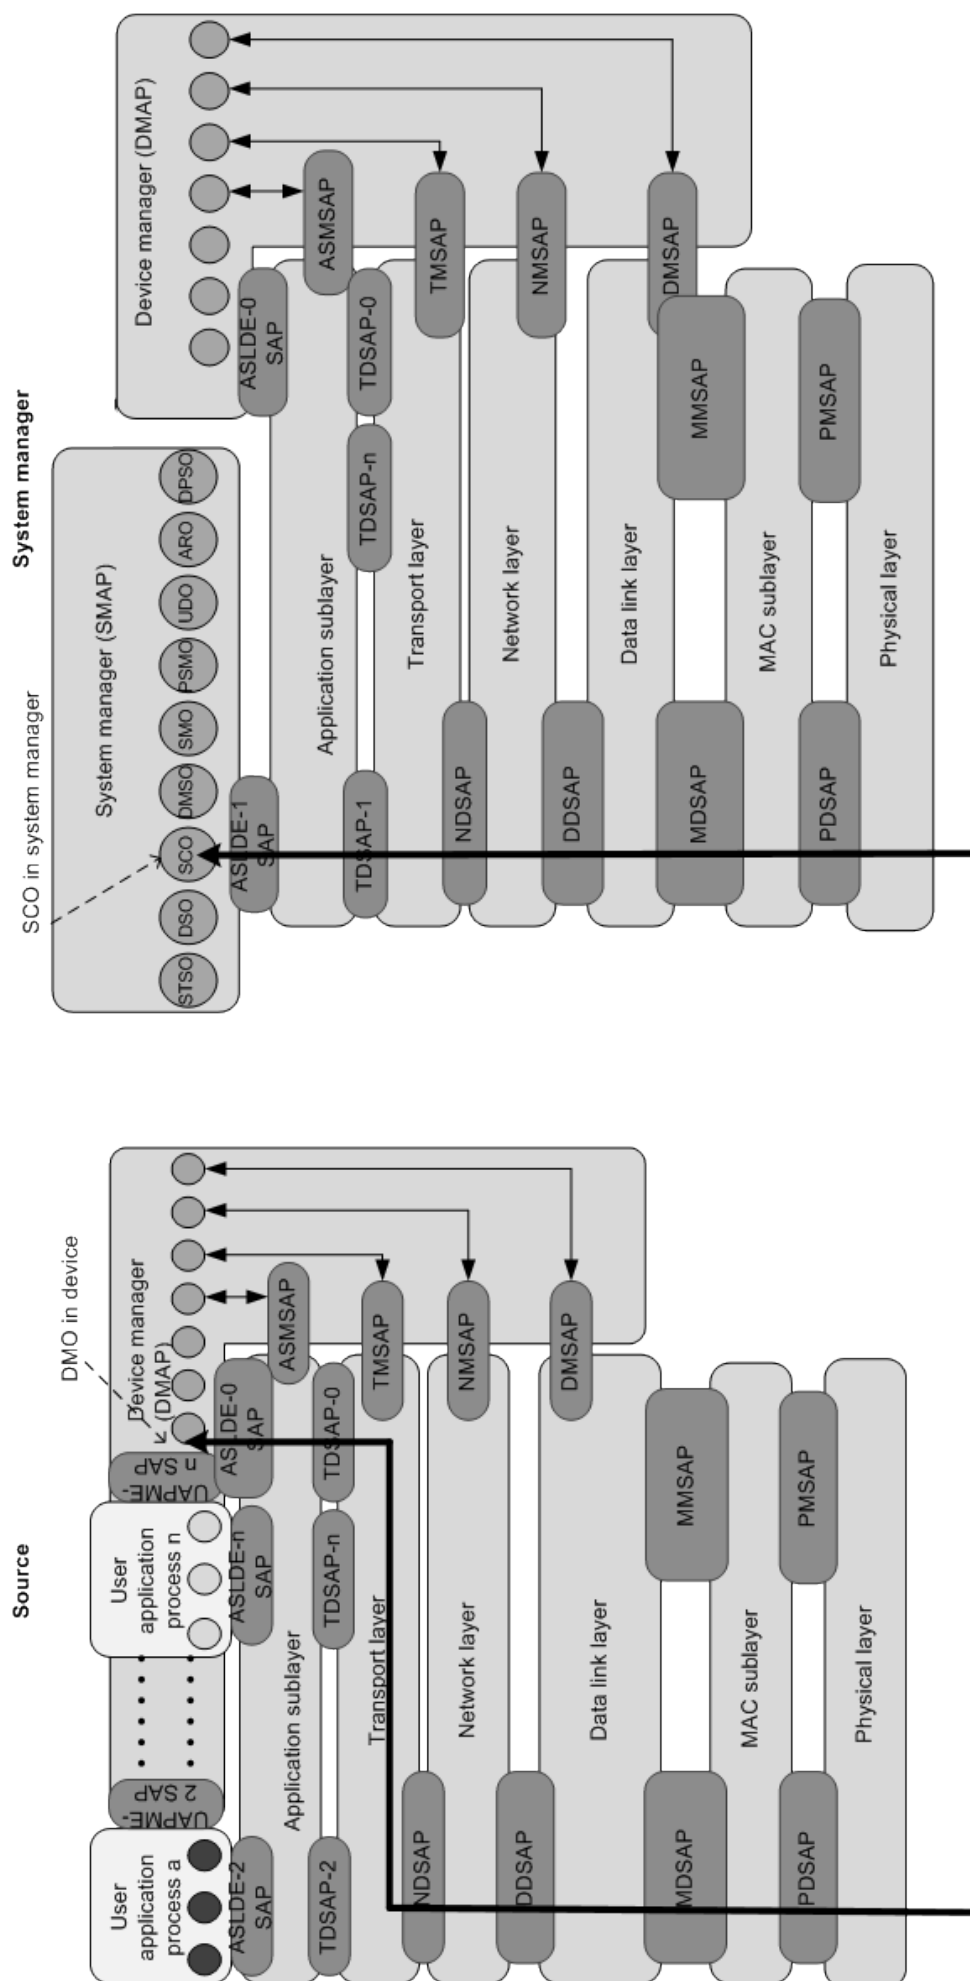 Source
DMO in device
User
application
process a
UAPME-
2 SAP
User
application
process n
UAPME-
n SAP
Device manager
(DMAP)
ASLDE-2
SAP
ASLDE-n
SAP
ASLDE-0
SAP
ASMSAP
Application sublayer
TDSAP-2
TDSAP-n
TDSAP-0
Transport layer
TMSAP
NDSAP
Network layer
NMSAP
DDSAP
Data link layer
DMSAP
MDSAP
MMSAP
MAC sublayer
PDSAP
PMSAP
Physical layer
System manager
SCO in system manager
System manager (SMAP)
STSO
DSO
SCO
DMSO
SMO
PSMO
UDO
ARO
DPSO
Device manager (DMAP)
ASLDE-1
SAP
ASLDE-0
SAP
ASMSAP
Application sublayer
TDSAP-1
TDSAP-n
TDSAP-0
Transport layer
TMSAP
NDSAP
Network layer
NMSAP
DDSAP
Data link layer
DMSAP
MDSAP
MMSAP
MAC sublayer
PDSAP
PMSAP
Physical layer